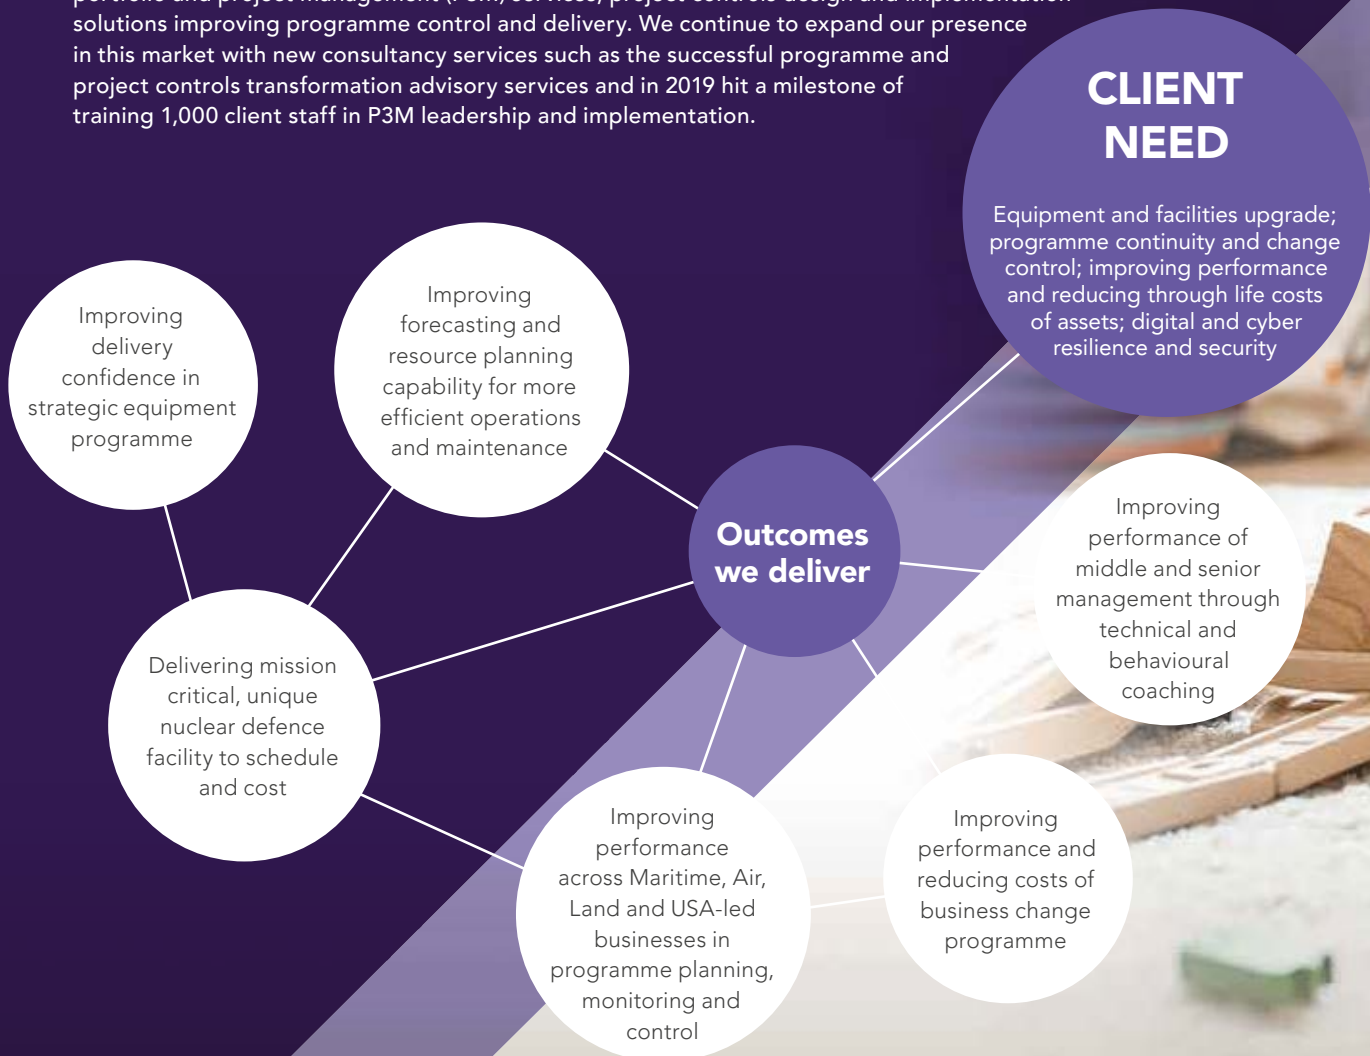 solutions improving programme control and delivery. We continue to expand our presence
in this market with new consultancy services such as the successful programme and
project controls transformation advisory services and in 2019 hit a milestone of
training 1,000 client staff in P3M leadership and implementation.
CLIENT
NEED
Equipment and facilities upgrade;
programme continuity and change
control; improving performance
and reducing through life costs
of assets; digital and cyber
resilience and security
Improving
delivery
confidence in
strategic equipment
programme
Improving
forecasting and
resource planning
capability for more
efficient operations
and maintenance
Outcomes
we deliver
Improving
performance of
middle and senior
management through
technical and
behavioural
coaching
Delivering mission
critical, unique
nuclear defence
facility to schedule
and cost
Improving
performance
across Maritime, Air,
Land and USA-led
businesses in
programme planning,
monitoring and
control
Improving
performance and
reducing costs of
business change
programme